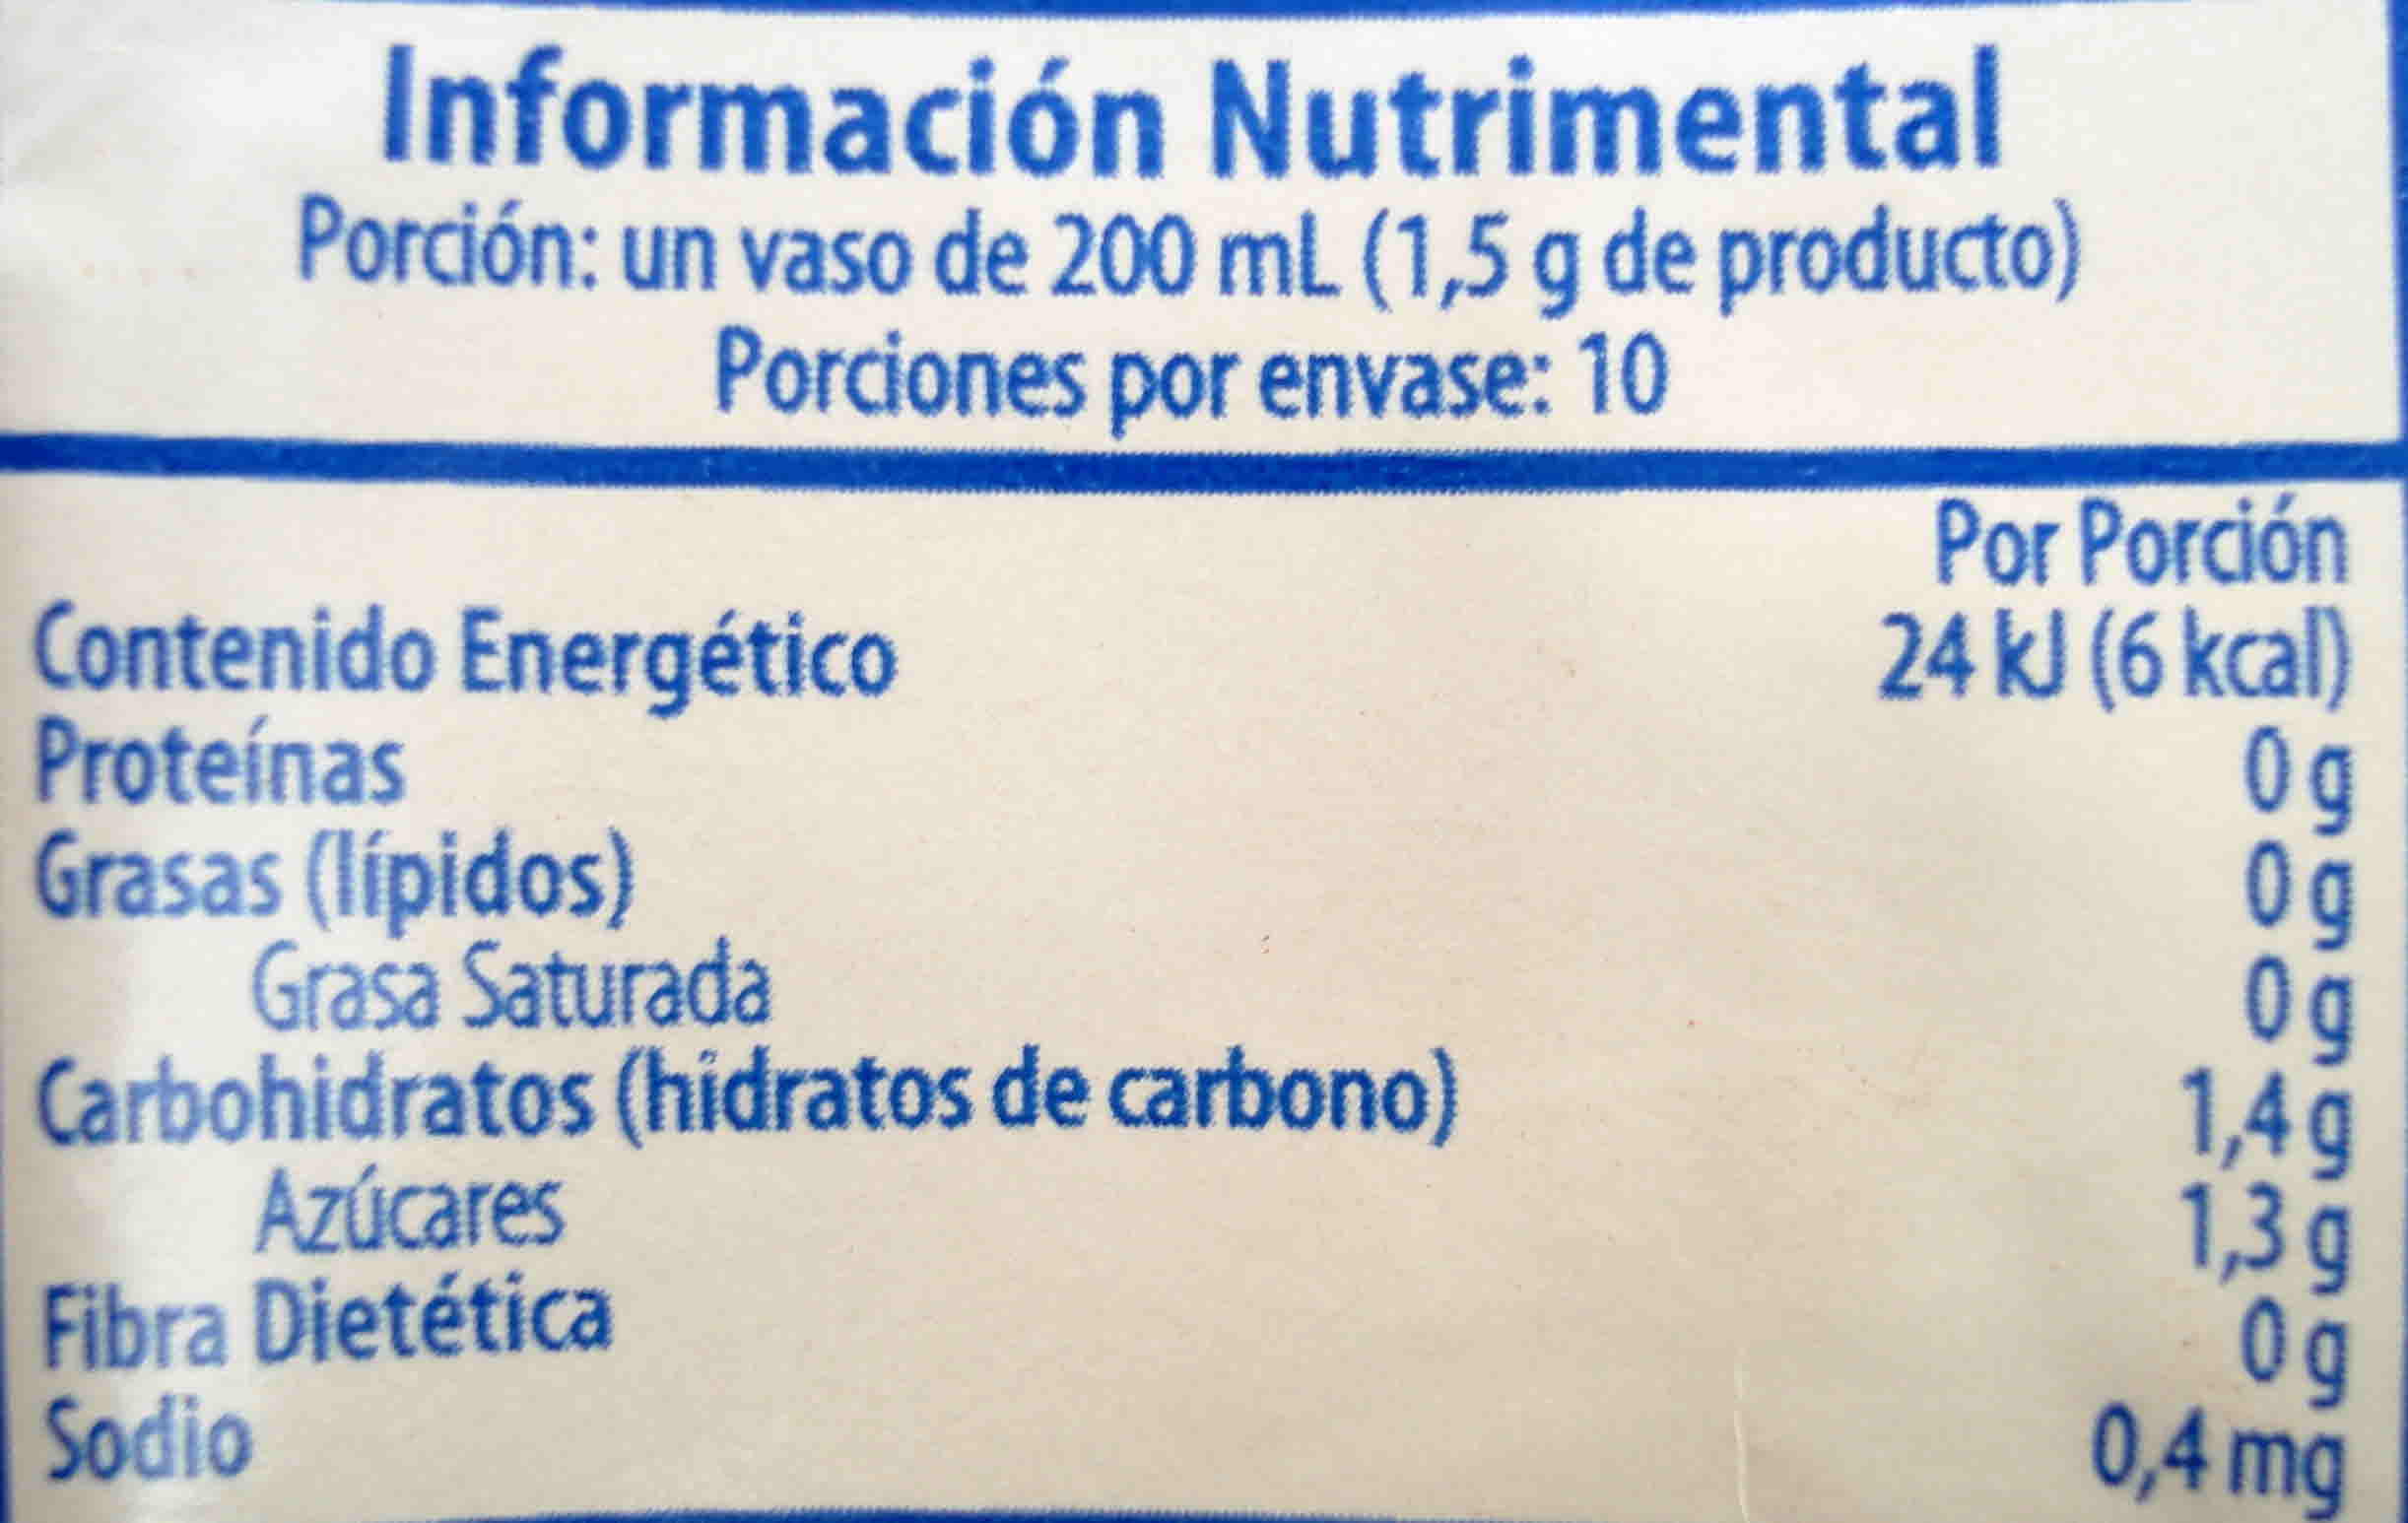 Información Nutrimental
Porción: un vaso de 200 mL (1,5 g de producto)
Porciones por envase: 10
Por Porción
Contenido Energético 24 kJ (6 kcal)
Proteínas 0 g
Grasas (lípidos) 0 g
Grasa Saturada 0 g
Carbohidratos (hidratos de carbono) 1,4 g
Azúcares 1,3 g
Fibra Dietética 0 g
Sodio 0,4 mg